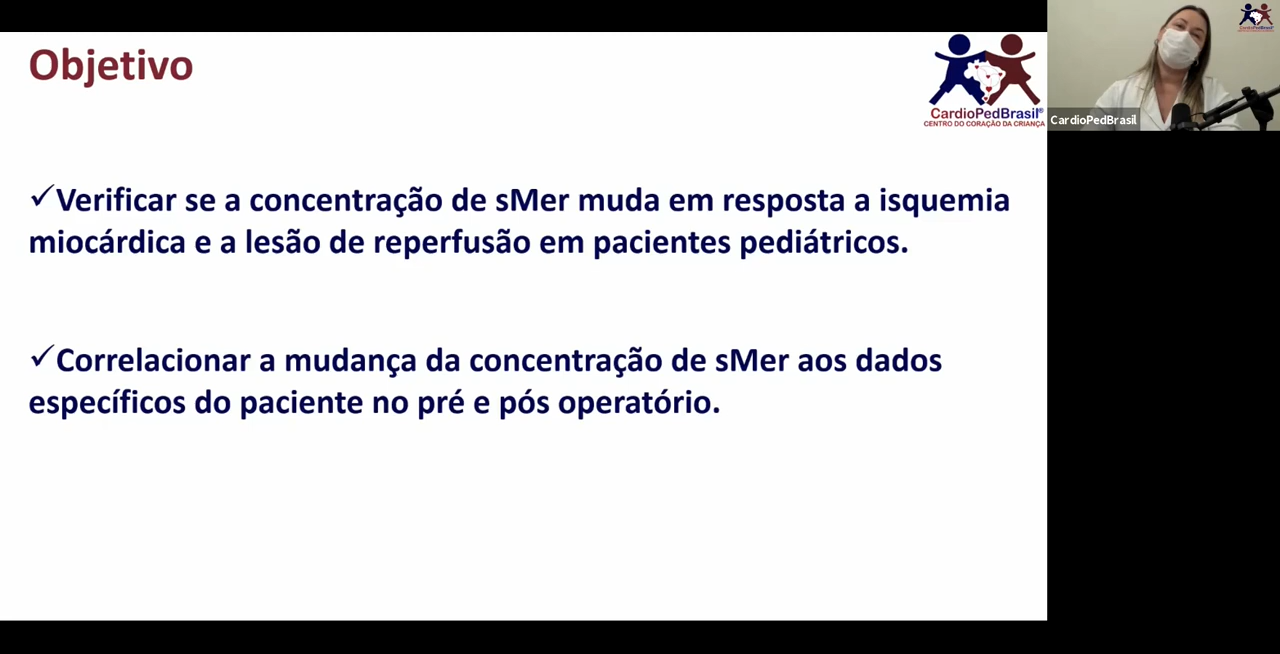 Objetivo
CardioPedBrasil®
CENTRO DO CORAÇÃO DA CRIANÇA
CardioPedBrasil
CardioPedBrasil
✓Verificar se a concentração de sMer muda em resposta a isquemia
miocárdica e a lesão de reperfusão em pacientes pediátricos.
✓Correlacionar a mudança da concentração de sMer aos dados
específicos do paciente no pré e pós operatório.